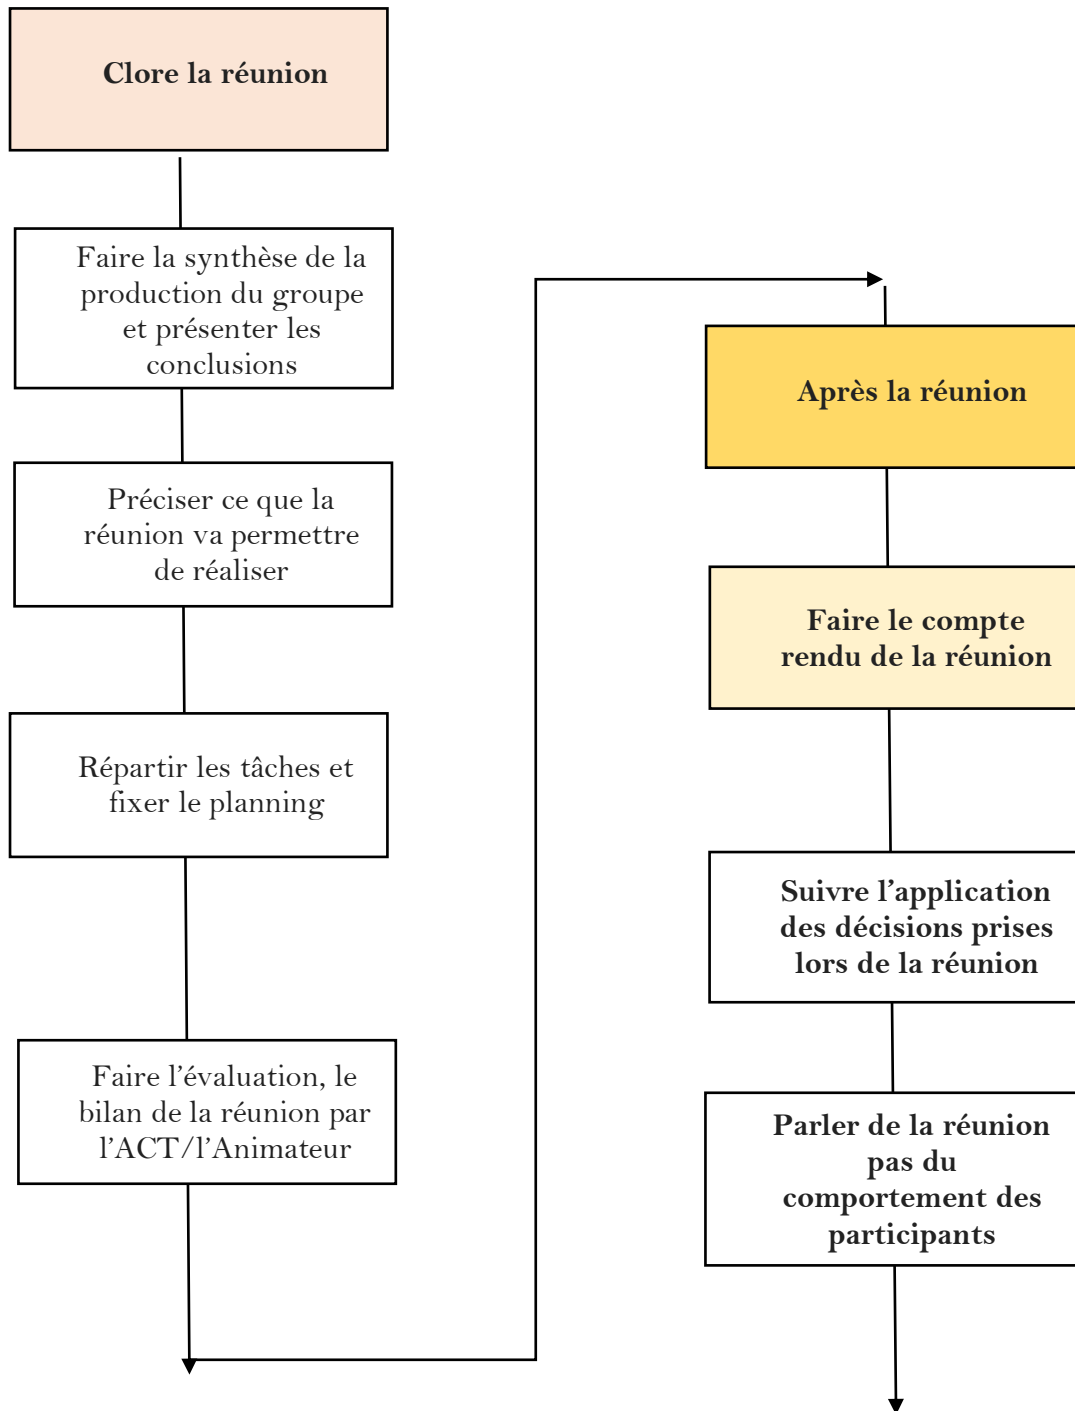 Clore la réunion
Faire la synthèse de la
production du groupe
et présenter les
conclusions
Préciser ce que la
réunion va permettre
de réaliser
Répartir les tâches et
fixer le planning
Faire l’évaluation, le
bilan de la réunion par
l’ACT/l’Animateur
Après la réunion
Faire le compte
rendu de la réunion
Suivre l’application
des décisions prises
lors de la réunion
Parler de la réunion
pas du
comportement des
participants